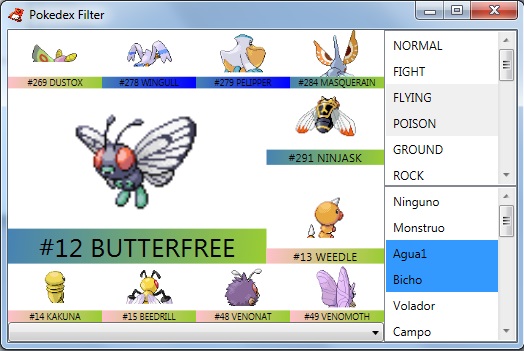 Pokedex Filter
#269 DUSTOX
#278 WINGULL
#279 PELIPPER
#284 MASQUERAIN
#291 NINJASK
#12 BUTTERFREE
#13 WEEDLE
#14 KAKUNA
#15 BEEDRILL
#48 VENONAT
#49 VENOMOTH
NORMAL
FIGHT
FLYING
POISON
GROUND
ROCK
Ninguno
Monstruo
Agua1
Bicho
Volador
Campo